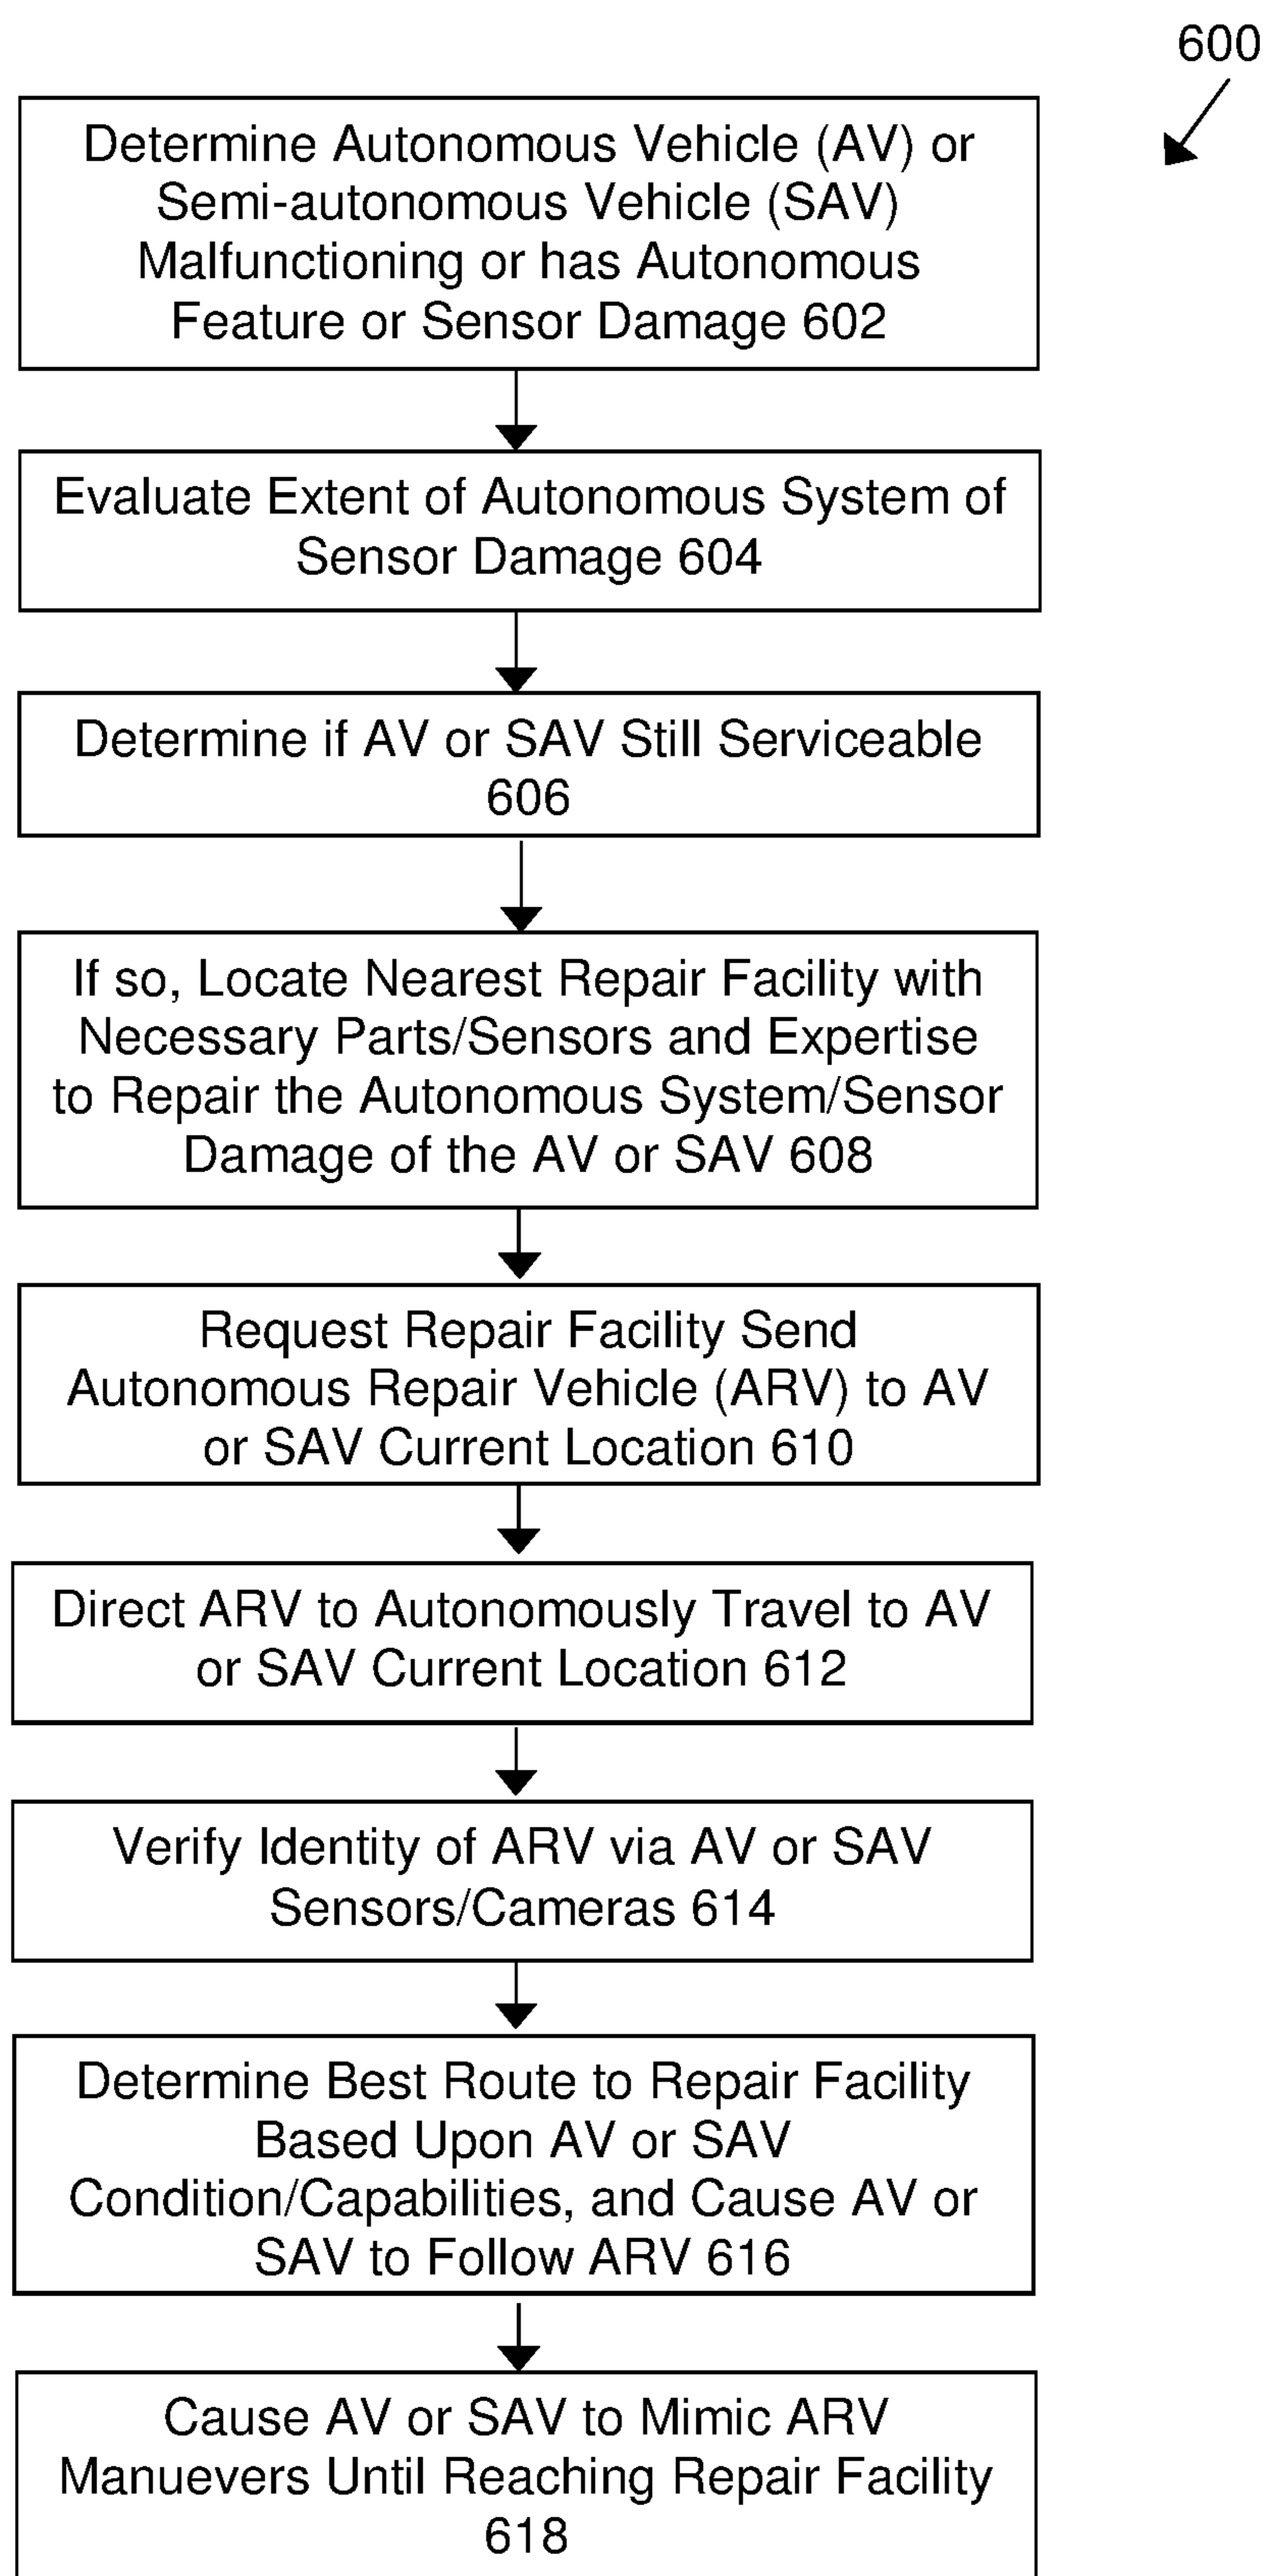 600
Determine Autonomous Vehicle (AV) or
Semi-autonomous Vehicle (SAV)
Malfunctioning or has Autonomous
Feature or Sensor Damage 602
Evaluate Extent of Autonomous System of
Sensor Damage 604
Determine if AV or SAV Still Serviceable
606
If so, Locate Nearest Repair Facility with
Necessary Parts/Sensors and Expertise
to Repair the Autonomous System/Sensor
Damage of the AV or SAV 608
Request Repair Facility Send
Autonomous Repair Vehicle (ARV) to AV
or SAV Current Location 610
Direct ARV to Autonomously Travel to AV
or SAV Current Location 612
Verify Identity of ARV via AV or SAV
Sensors/Cameras 614
Determine Best Route to Repair Facility
Based Upon AV or SAV
Condition/Capabilities, and Cause AV or
SAV to Follow ARV 616
Cause AV or SAV to Mimic ARV
Manuevers Until Reaching Repair Facility
618